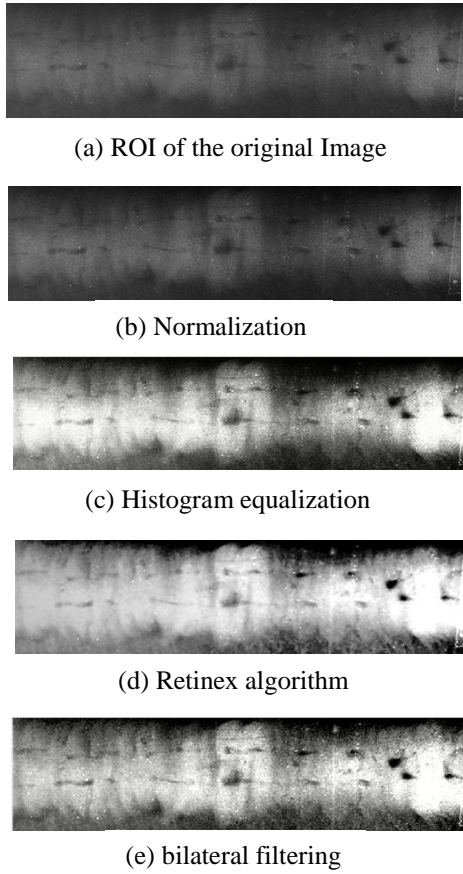 (a) ROI of the original Image
(b) Normalization
(c) Histogram equalization
(d) Retinex algorithm
(e) bilateral filtering